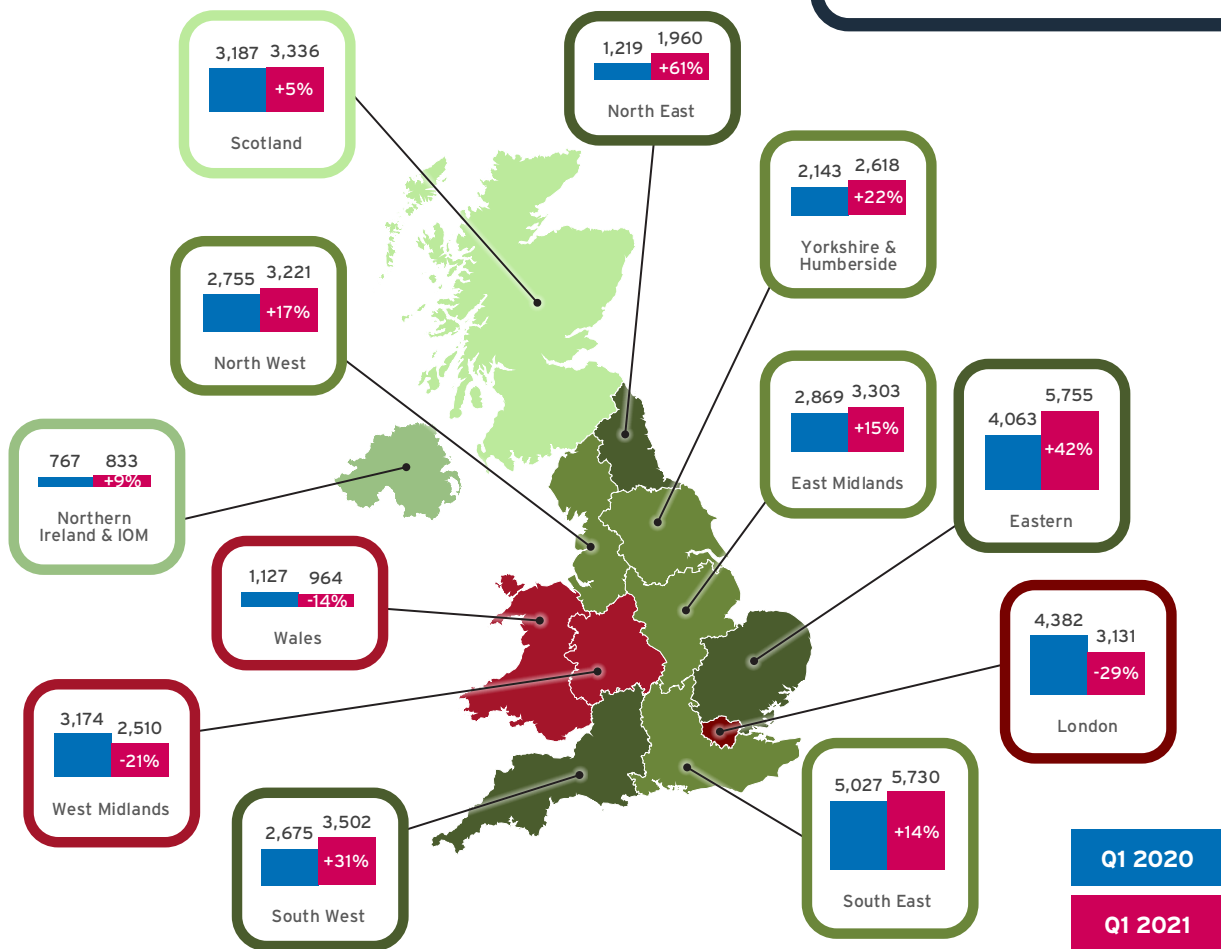 3,187 3,336
+5%
Scotland
1,219 1,960
+61%
North East
2,143 2,618
+22%
Yorkshire &
Humberside
2,755 3,221
+17%
North West
2,869 3,303
+15%
East Midlands
4,063 5,755
+42%
Eastern
767 833
+9%
Northern
Ireland & IOM
1,127 964
-14%
Wales
4,382 3,131
-29%
London
3,174 2,510
-21%
West Midlands
2,675 3,502
+31%
South West
5,027 5,730
+14%
South East
Q1 2020
Q1 2021